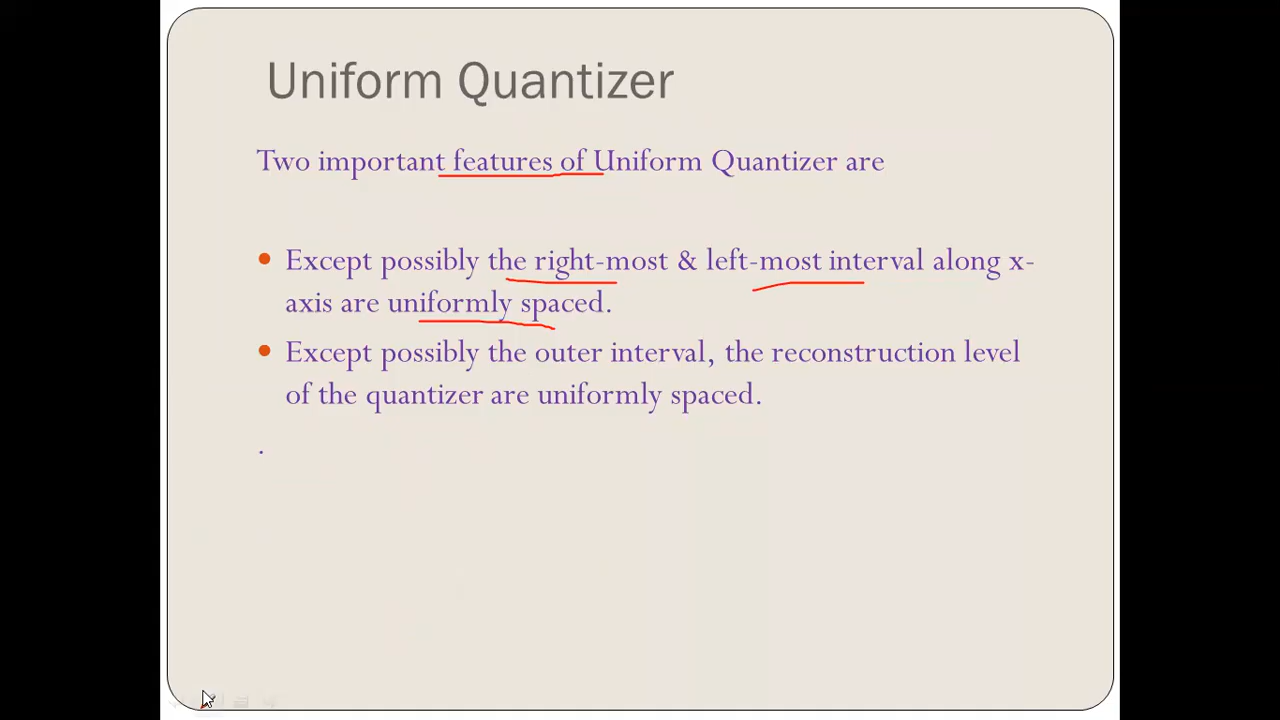 Uniform Quantizer
Two important features of Uniform Quantizer are
• Except possibly the right-most & left-most interval along x-
axis are uniformly spaced.
• Except possibly the outer interval, the reconstruction level
of the quantizer are uniformly spaced.
.